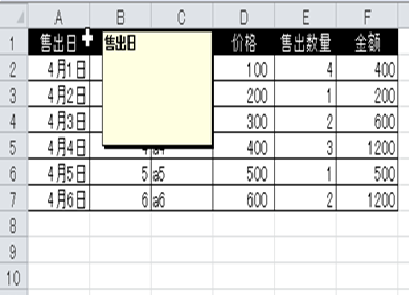 A B C D E F
1 售出日 售出日 价格 售出数量 金额
2 4月1日 100 4 400
3 4月2日 200 1 200
4 4月3日 300 2 600
5 4月4日 a4 400 3 1200
6 4月5日 5 a5 500 1 500
7 4月6日 6 a6 600 2 1200
8
9
10